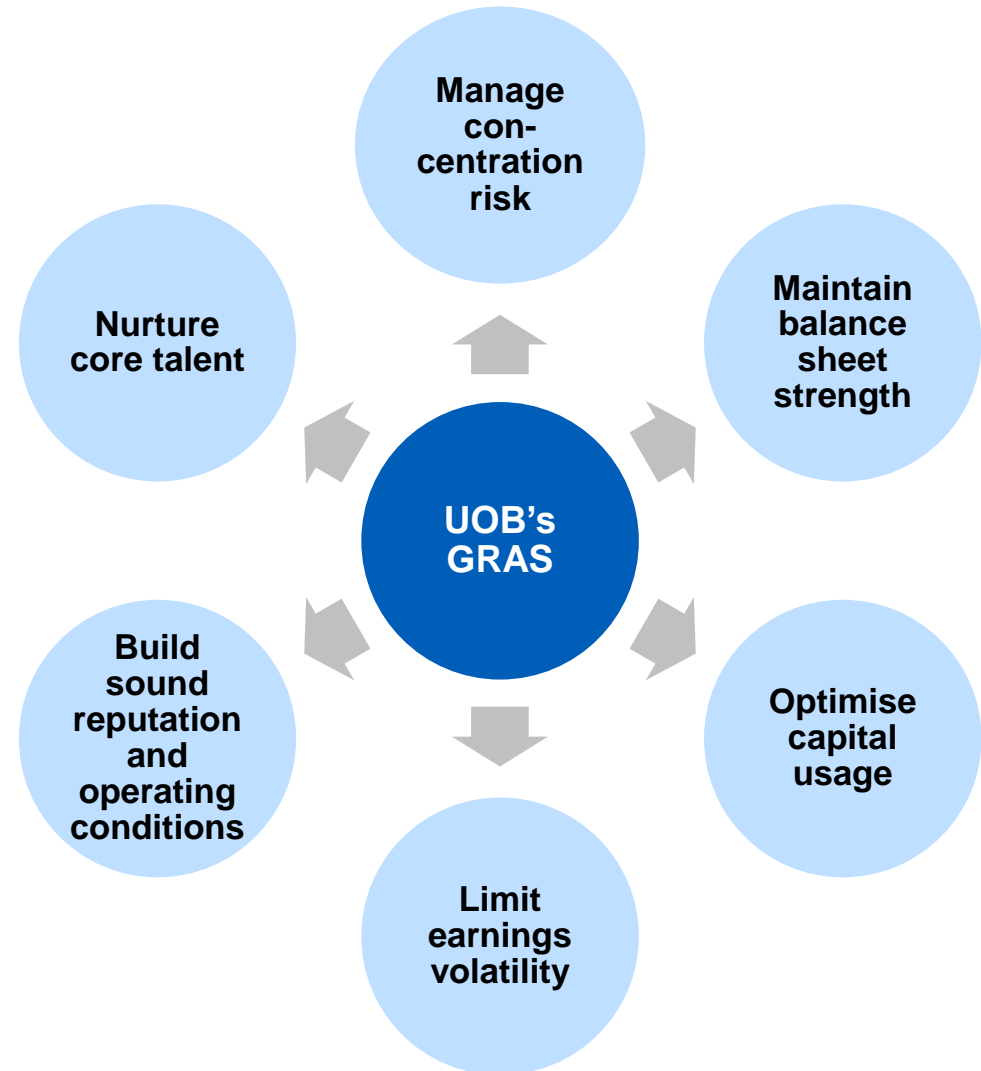 Manage
con-
centration
risk
Maintain
balance
sheet
strength
Optimise
capital
usage
Limit
earnings
volatility
Build
sound
reputation
and
operating
conditions
Nurture
core talent
UOB’s
GRAS